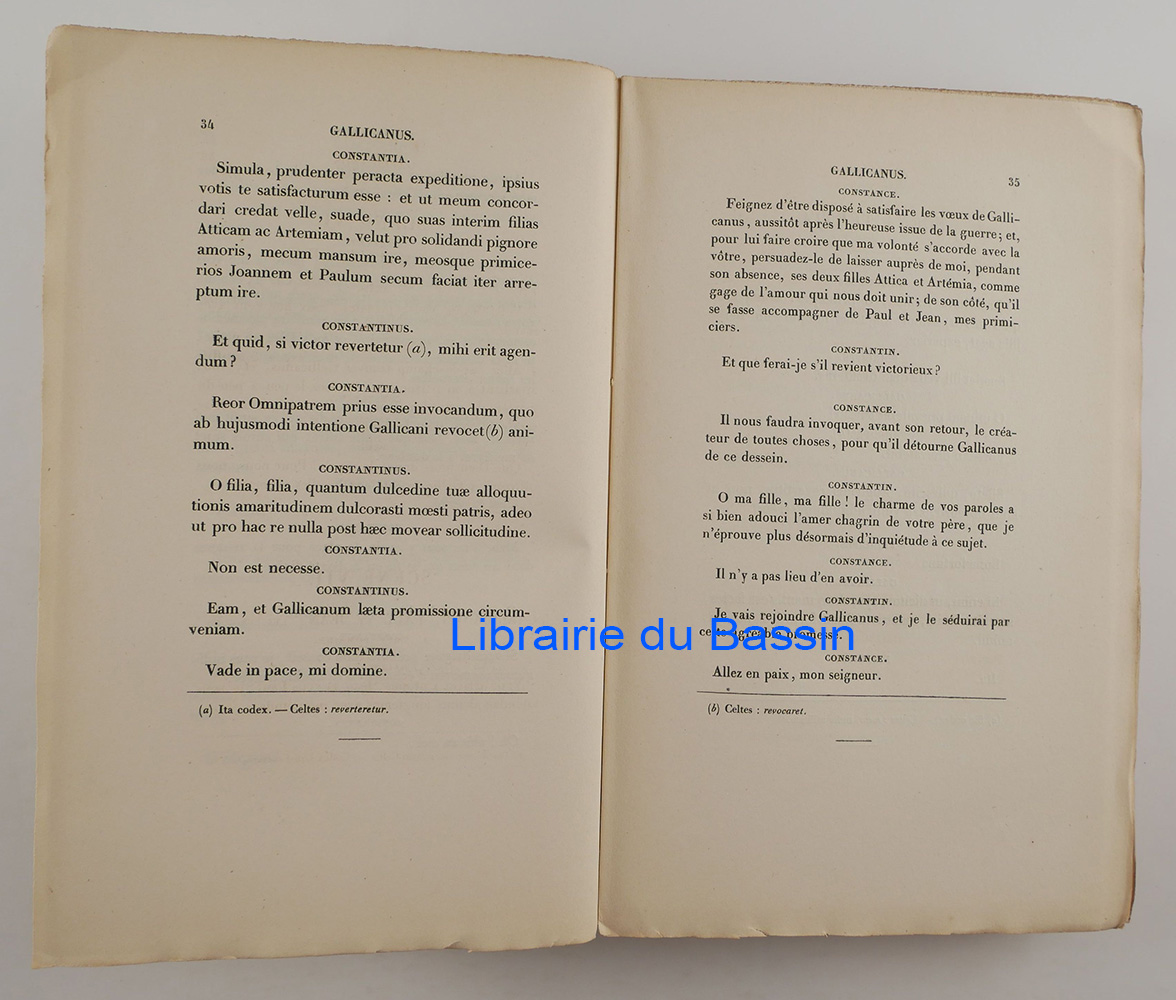 34
GALLICANUS.
CONSTANTIA.
Simula, prudenter peracta expeditione, ipsius
votis te satisfacturum esse : et ut meum concor-
dari credat velle, suade, quo suas interim filias
Atticam ac Artemiam, velut pro solidandi pignore
amoris, mecum mansum ire, meosque primice-
rios Joannem et Paulum secum faciat iter arre-
ptum ire.
CONSTANTINUS.
Et quid, si victor revertetur (a), mihi erit agen-
dum ?
CONSTANTIA.
Reor Omnipatrem prius esse invocandum, quo
ab hujusmodi intentione Gallicani revocet (b) ani-
mum.
CONSTANTINUS.
O filia, filia, quantum dulcedine tuæ alloquu-
tionis amaritudinem dulcorasti mœsti patris, adeo
ut pro hac re nulla post hæc movear sollicitudine.
CONSTANTIA.
Non est necesse.
CONSTANTINUS.
Eam, et Gallicanum læta promissione circum-
veniam.
CONSTANTIA.
Vade in pace, mi domine.
(a) Ita codex. — Celtes : reverteretur.
GALLICANUS.
35
CONSTANCE.
Feignez d'être disposé à satisfaire les vœux de Galli-
canus, aussitôt après l'heureuse issue de la guerre; et,
pour lui faire croire que ma volonté s'accorde avec la
vôtre, persuadez-le de laisser auprès de moi, pendant
son absence, ses deux filles Attica et Artémia, comme
gage de l'amour qui nous doit unir; de son côté, qu'il
se fasse accompagner de Paul et Jean, mes primi-
ciers.
CONSTANTIN.
Et que ferai-je s'il revient victorieux?
CONSTANCE.
Il nous faudra invoquer, avant son retour, le créa-
teur de toutes choses, pour qu'il détourne Gallicanus
de ce dessein.
CONSTANTIN.
O ma fille, ma fille ! le charme de vos paroles a
si bien adouci l'amer chagrin de votre père, que je
n'éprouve plus désormais d'inquiétude à ce sujet.
CONSTANCE.
Il n'y a pas lieu d'en avoir.
CONSTANTIN.
Je vais rejoindre Gallicanus, et je le séduirai par
cette agréable promesse.
CONSTANCE.
Allez en paix, mon seigneur.
(b) Celtes : revocaret.
Librairie du Bassin